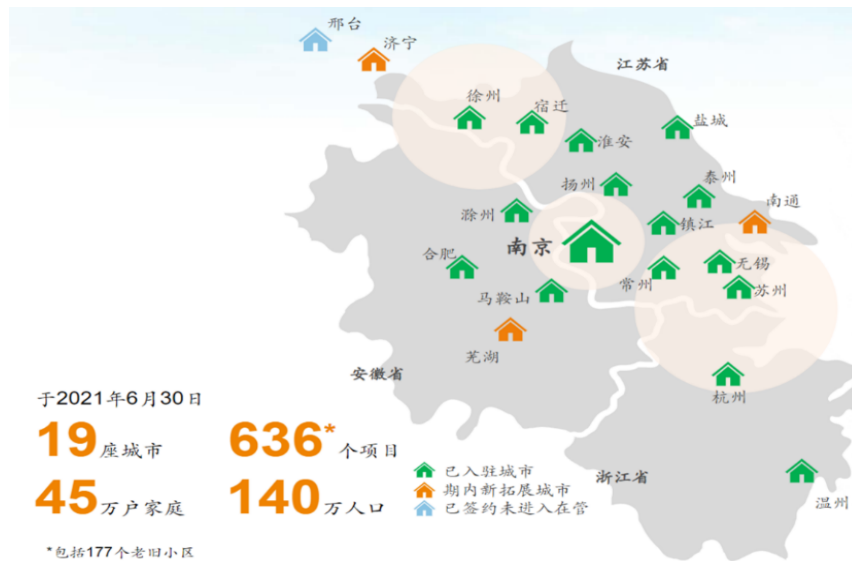 邢台
济宁
江苏省
徐州
宿迁
盐城
淮安
扬州
泰州
南通
滁州
镇江
南京
合肥
无锡
常州
苏州
马鞍山
芜湖
安徽省
杭州
于2021年6月30日
19座城市
636*个项目
45万户家庭
140万人口
*包括177个老旧小区
已入驻城市
期内新拓展城市
已签约未进入在管
浙江省
温州